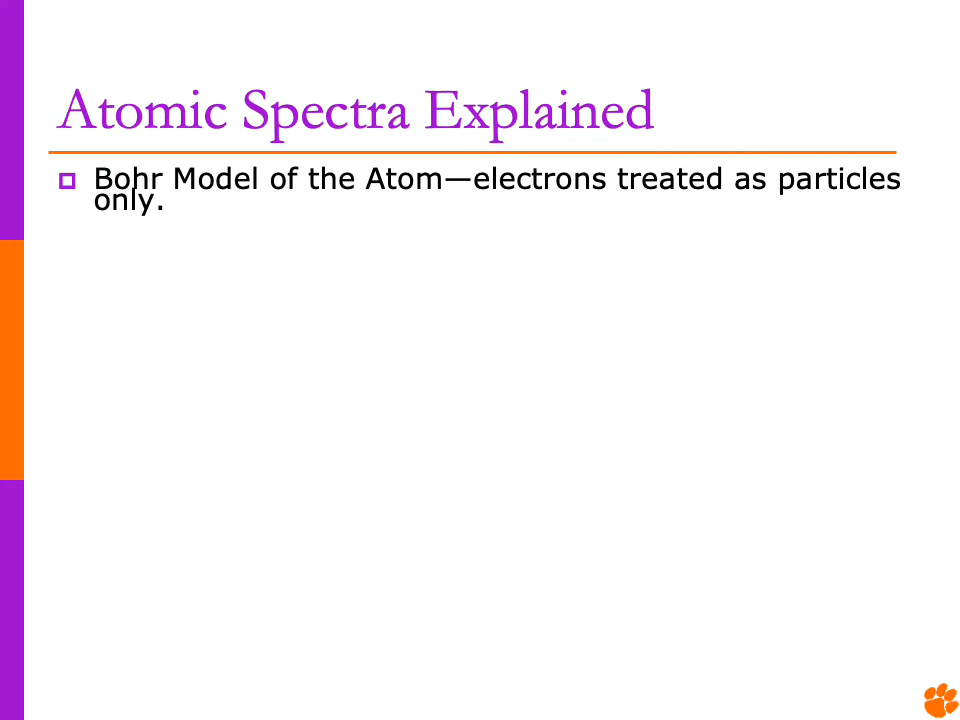 Atomic Spectra Explained
Bohr Model of the Atom—electrons treated as particles
only.